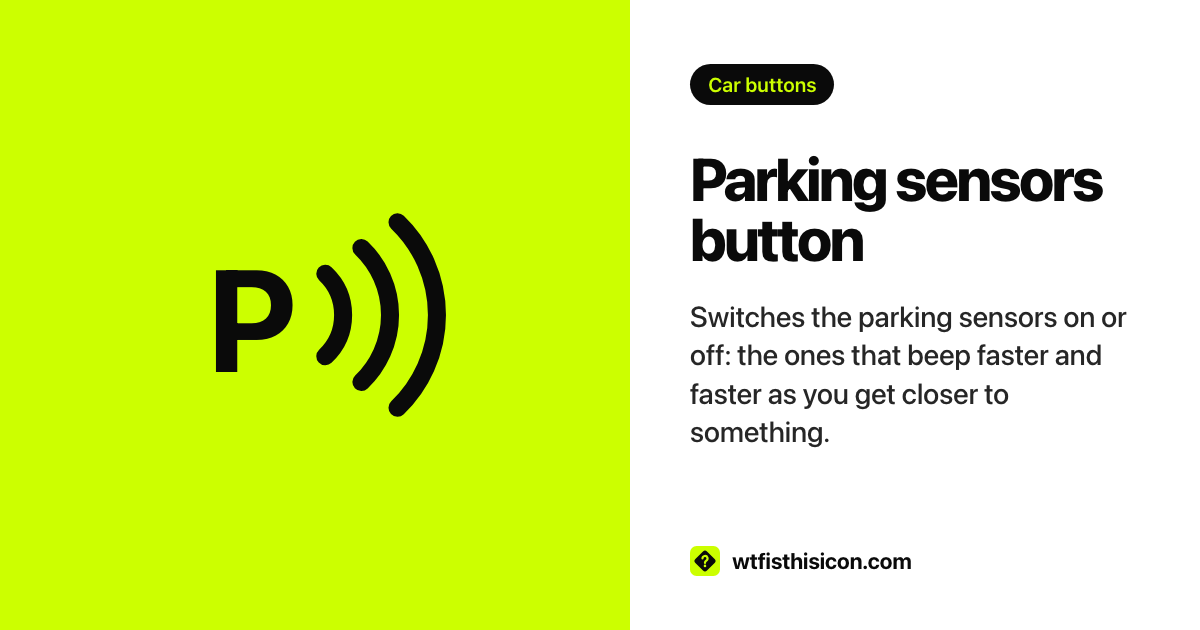 P
Car buttons
Parking sensors
button
Switches the parking sensors on or
off: the ones that beep faster and
faster as you get closer to
something.
?
wtfisthisicon.com